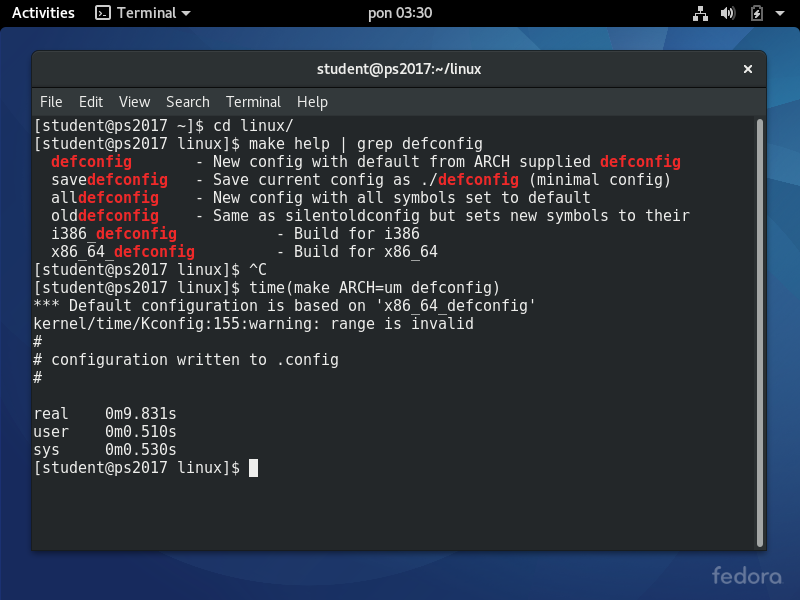 Activities Terminal pon 03:30
student@ps2017:~/linux
File Edit View Search Terminal Help
[student@ps2017 ~]$ cd linux/
[student@ps2017 linux]$ make help | grep defconfig
  defconfig       - New config with default from ARCH supplied defconfig
  savedefconfig   - Save current config as ./defconfig (minimal config)
  alldefconfig    - New config with all symbols set to default
  olddefconfig    - Same as silentoldconfig but sets new symbols to their
  i386_defconfig           - Build for i386
  x86_64_defconfig         - Build for x86_64
[student@ps2017 linux]$ ^C
[student@ps2017 linux]$ time(make ARCH=um defconfig)
*** Default configuration is based on 'x86_64_defconfig'
kernel/time/Kconfig:155:warning: range is invalid
#
# configuration written to .config
#
real    0m9.831s
user    0m0.510s
sys     0m0.530s
[student@ps2017 linux]$
fedora